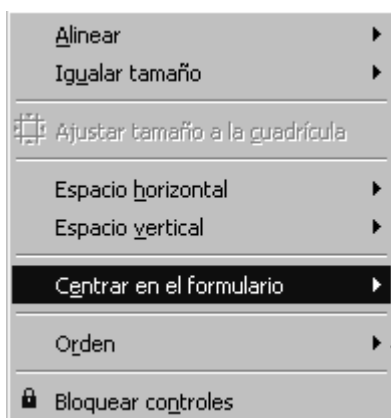 Alinear
Igualar tamaño
Ajustar tamaño a la cuadrícula
Espacio horizontal
Espacio vertical
Centrar en el formulario
Orden
Bloquear controles